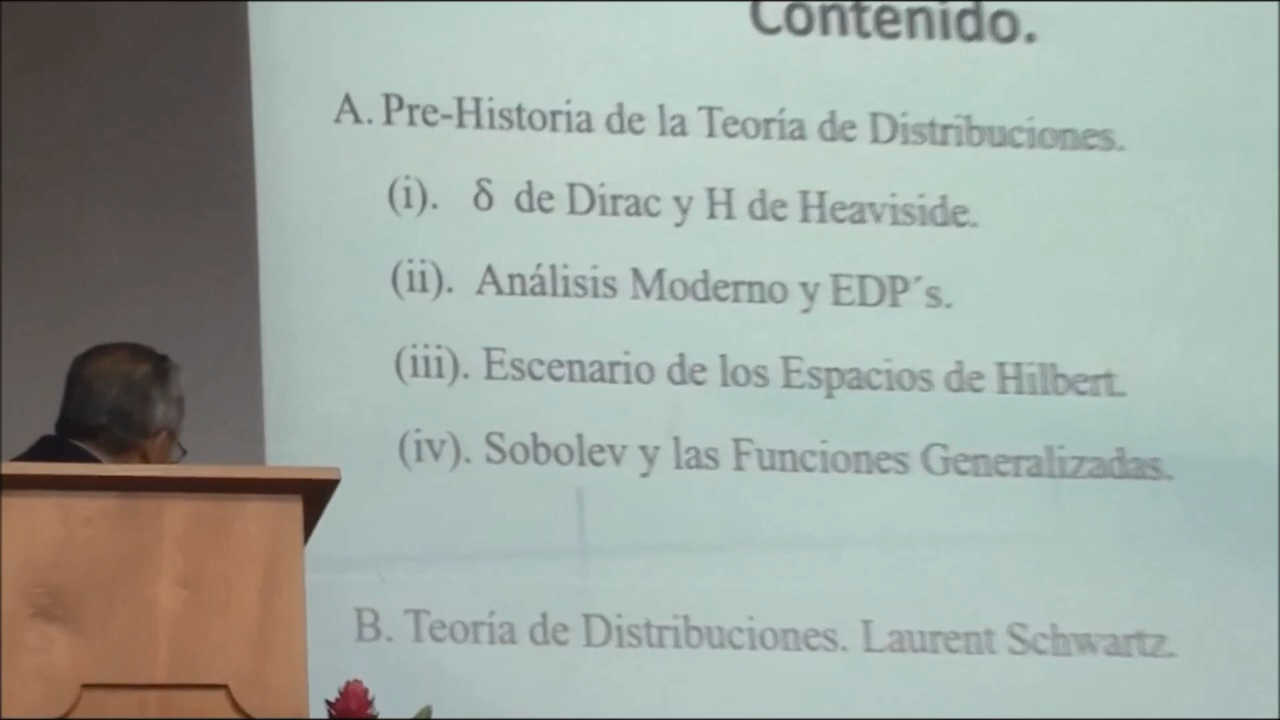 Contenido.
A. Pre-Historia de la Teoría de Distribuciones.
(i). δ de Dirac y H de Heaviside.
(ii). Análisis Moderno y EDP´s.
(iii). Escenario de los Espacios de Hilbert.
(iv). Sobolev y las Funciones Generalizadas.
B. Teoría de Distribuciones. Laurent Schwartz.